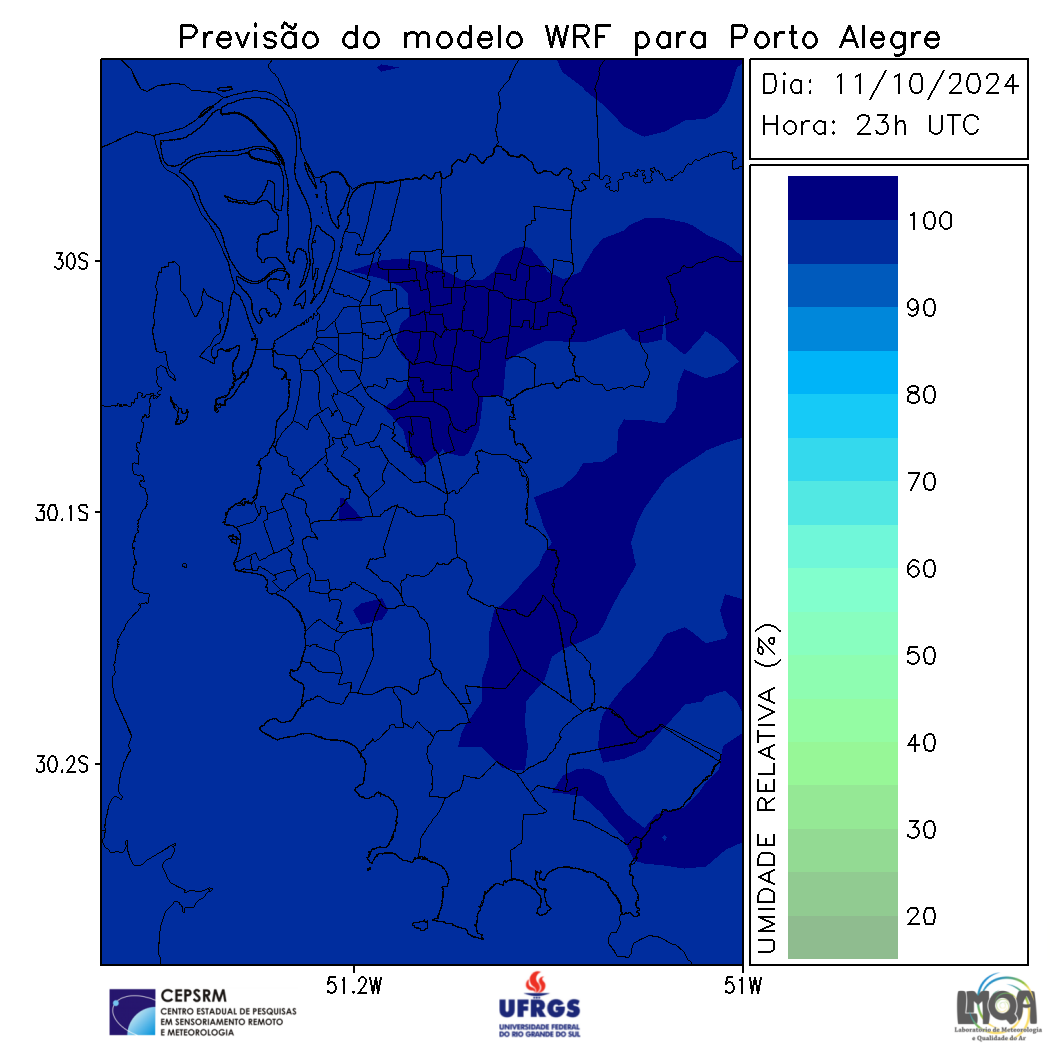 Previsão do modelo WRF para Porto Alegre
Dia: 11/10/2024
Hora: 23h UTC
30S
30.1S
30.2S
51.2W
51W
UMIDADE RELATIVA (%)
100
90
80
70
60
50
40
30
20
CEPSRM
CENTRO ESTADUAL DE PESQUISAS
EM SENSORIAMENTO REMOTO
E METEOROLOGIA
UFRGS
UNIVERSIDADE FEDERAL
DO RIO GRANDE DO SUL
LMQA
Laboratório de Meteorologia
e Qualidade do Ar